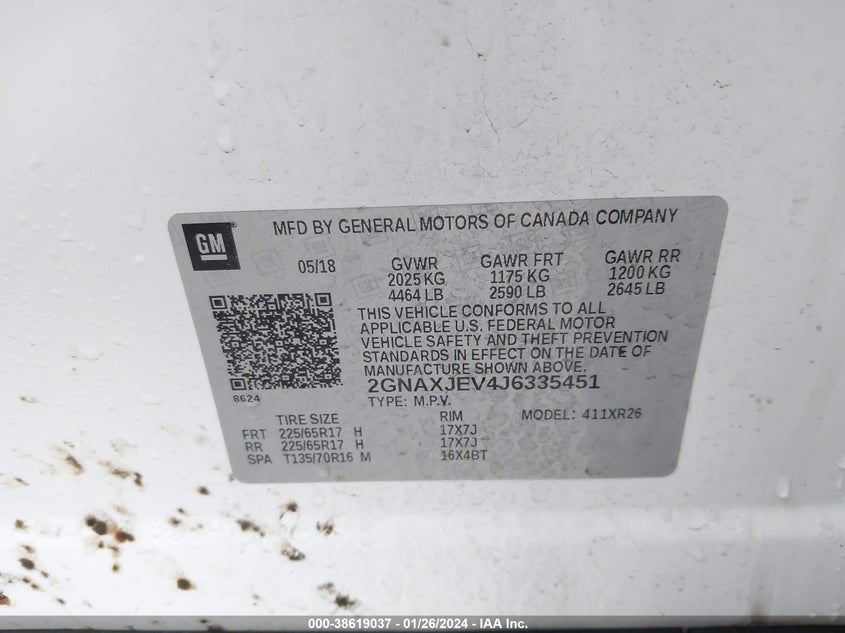 GM
MFD BY GENERAL MOTORS OF CANADA COMPANY
05/18 GVWR GAWR FRT GAWR RR
2025 KG 1175 KG 1200 KG
4464 LB 2590 LB 2645 LB
THIS VEHICLE CONFORMS TO ALL
APPLICABLE U.S. FEDERAL MOTOR
VEHICLE SAFETY AND THEFT PREVENTION
STANDARDS IN EFFECT ON THE DATE OF
MANUFACTURE SHOWN ABOVE.
8624
2GNAXJEV4J6335451
TYPE: M.P.V.
TIRE SIZE RIM MODEL: 411XR26
FRT 225/65R17 H 17X7J
RR 225/65R17 H 17X7J
SPA T135/70R16 M 16X4BT
000-38619037 - 01/26/2024 - IAA Inc.